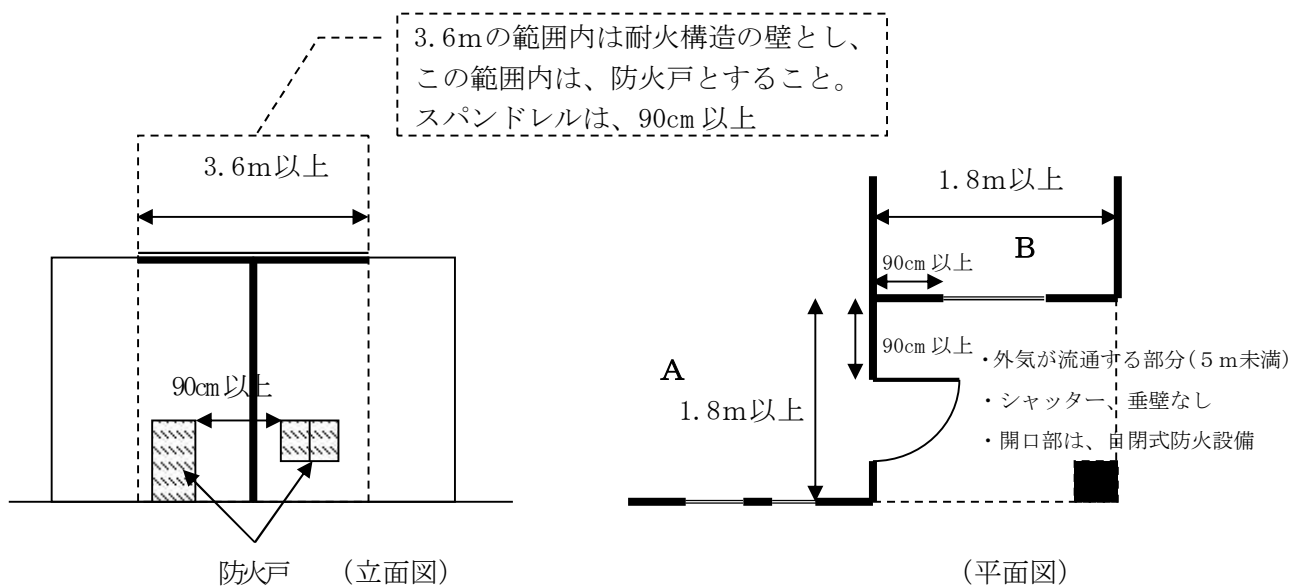 3.6mの範囲内は耐火構造の壁とし、
この範囲内は、防火戸とすること。
スパンドレルは、90cm 以上
3.6m以上
90cm 以上
防火戸
(立面図)
1.8m以上
B
90cm 以上
90cm 以上
A
1.8m以上
・外気が流通する部分(5m未満)
・シャッター、垂壁なし
・開口部は、自閉式防火設備
(平面図)